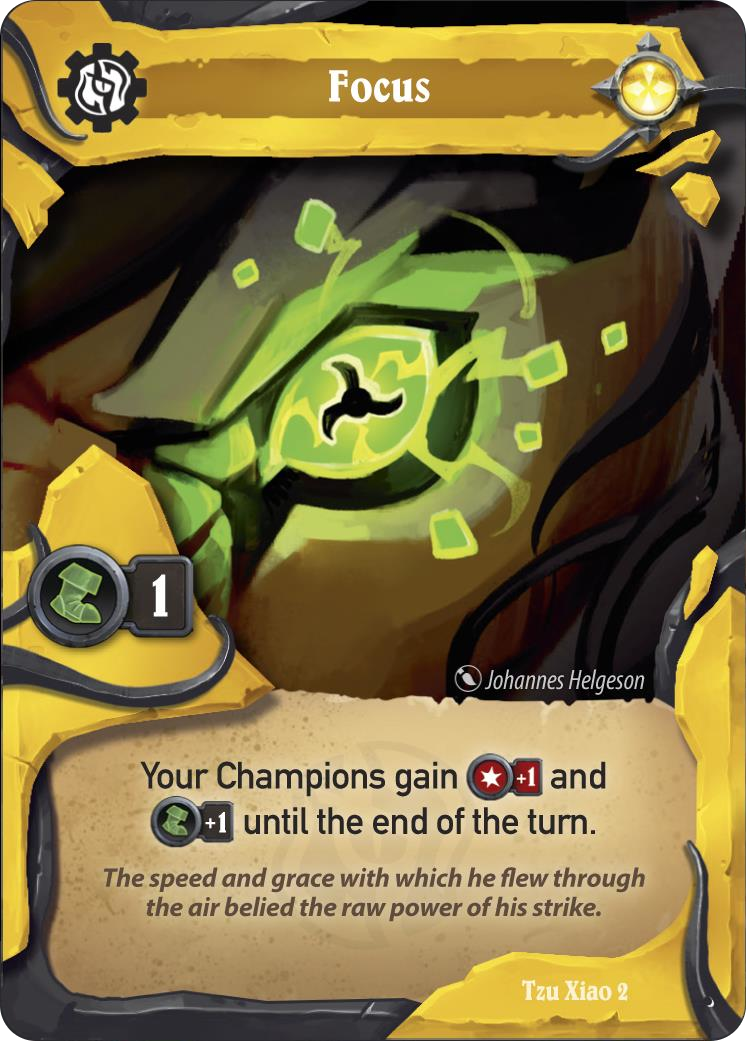 Focus
1
Johannes Helgeson
Your Champions gain +1 and
+1 until the end of the turn.
The speed and grace with which he flew through
the air belied the raw power of his strike.
Tzu Xiao 2